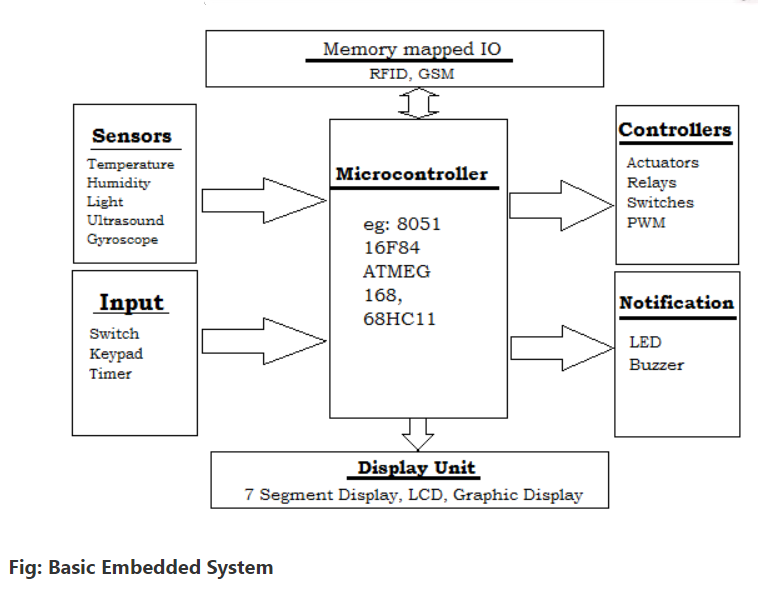 Memory mapped IO
RFID, GSM
Sensors
Temperature
Humidity
Light
Ultrasound
Gyroscope
Input
Switch
Keypad
Timer
Microcontroller
eg: 8051
16F84
ATMEG
168,
68HC11
Controllers
Actuators
Relays
Switches
PWM
Notification
LED
Buzzer
Display Unit
7 Segment Display, LCD, Graphic Display
Fig: Basic Embedded System